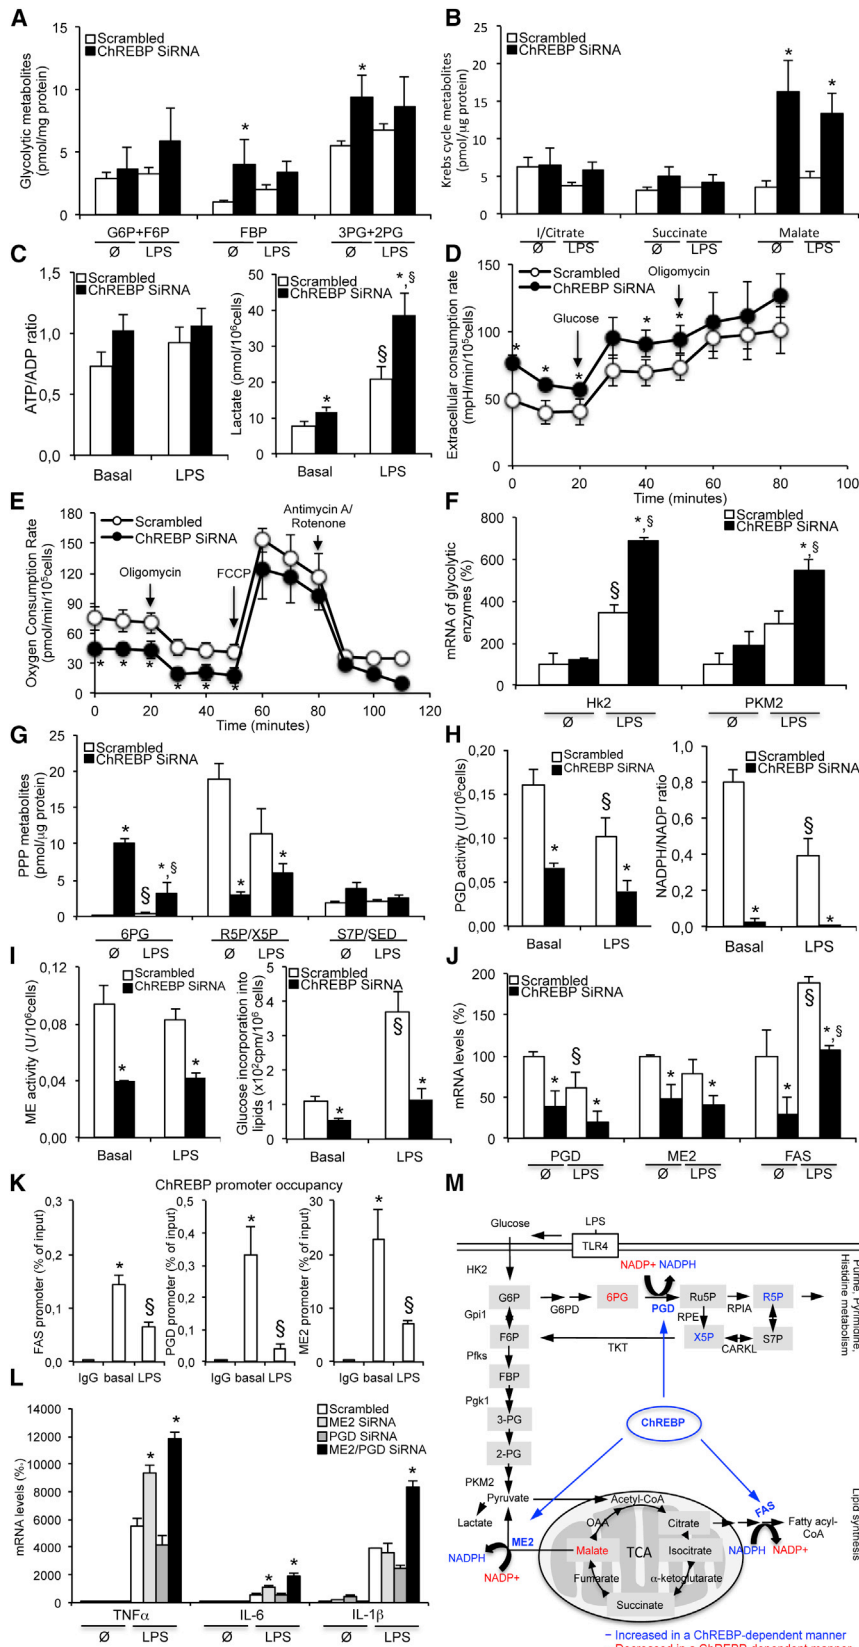 A
Scrambled
ChREBP SiRNA
Glycolytic metabolites
(pmol/mg protein)
15
10
5
0
G6P+F6P
FBP
3PG+2PG
Ø LPS
Ø LPS
Ø LPS
*
*
B
Scrambled
ChREBP SiRNA
Krebs cycle metabolites
(pmol/µg protein)
25
20
15
10
5
0
I/Citrate
Succinate
Malate
Ø LPS
Ø LPS
Ø LPS
*
*
C
Scrambled
ChREBP SiRNA
ATP/ADP ratio
1,5
1,0
0,5
0,0
Basal
LPS
Scrambled
ChREBP SiRNA
Lactate (pmol/10⁶cells)
50
40
30
20
10
0
*
§
*,§
Basal
LPS
D
Scrambled
ChREBP SiRNA
Oligomycin
Glucose
Extracellular consumption rate
(mpH/min/10⁵cells)
150
100
50
0
* * * * *
0 20 40 60 80 100
Time (minutes)
E
Scrambled
ChREBP SiRNA
Antimycin A/
Rotenone
Oligomycin
FCCP
Oxygen Consumption Rate
(pmol/min/10⁵cells)
180
150
120
90
60
30
0
* * * * * *
0 20 40 60 80 100 120
Time (minutes)
F
Scrambled
ChREBP SiRNA
mRNA of glycolytic
enzymes (%)
800
600
400
200
0
§
*,§
*,§
Hk2
PKM2
Ø LPS
Ø LPS
G
Scrambled
ChREBP SiRNA
PPP metabolites
(pmol/µg protein)
25
20
15
10
5
0
*
§
*,§
*
*
6PG
R5P/X5P
S7P/SED
Ø LPS
Ø LPS
Ø LPS
H
Scrambled
ChREBP SiRNA
PGD activity (U/10⁶cells)
0,20
0,15
0,10
0,05
0,00
*
§
*
Basal
LPS
Scrambled
ChREBP SiRNA
NADPH/NADP ratio
1,0
0,8
0,6
0,4
0,2
0,0
*
§
*
Basal
LPS
I
Scrambled
ChREBP SiRNA
ME activity (U/10⁶cells)
0,12
0,08
0,04
0,00
*
*
Basal
LPS
Scrambled
ChREBP SiRNA
Glucose incorporation into
lipids (x10²cpm/10⁶ cells)
5
4
3
2
1
0
*
§
*
Basal
LPS
J
Scrambled
ChREBP SiRNA
mRNA levels (%)
200
150
100
50
0
*
§
*
*
*
*
§
*,§
PGD
ME2
FAS
Ø LPS
Ø LPS
Ø LPS
K
ChREBP promoter occupancy
FAS promoter (% of input)
0,3
0,2
0,1
0,0
*
§
IgG basal LPS
PGD promoter (% of input)
0,5
0,4
0,3
0,2
0,1
0,0
*
§
IgG basal LPS
ME2 promoter (% of input)
30
20
10
0
*
§
IgG basal LPS
L
Scrambled
ME2 SiRNA
PGD SiRNA
ME2/PGD SiRNA
mRNA levels (%)
14000
12000
10000
8000
6000
4000
2000
0
*
*
*
*
*
TNFα
IL-6
IL-1β
Ø LPS
Ø LPS
Ø LPS
M
Glucose
LPS
TLR4
HK2
NADP+ NADPH
G6P
G6PD
6PG
PGD
Ru5P
RPIA
R5P
Gpi1
RPE
F6P
TKT
X5P
CARKL
S7P
Purine, Pyrimidine,
Histidine metabolism
Pfks
FBP
Pgk1
3-PG
ChREBP
2-PG
PKM2
Pyruvate
Acetyl-CoA
Lactate
OAA
Citrate
FAS
Fatty acyl-
CoA
ME2
NADPH
NADP+
Malate
TCA
Isocitrate
NADPH
NADP+
Fumarate
α-ketoglutarate
Succinate
Lipid synthesis
– Increased in a ChREBP-dependent manner
– Decreased in a ChREBP-dependent manner